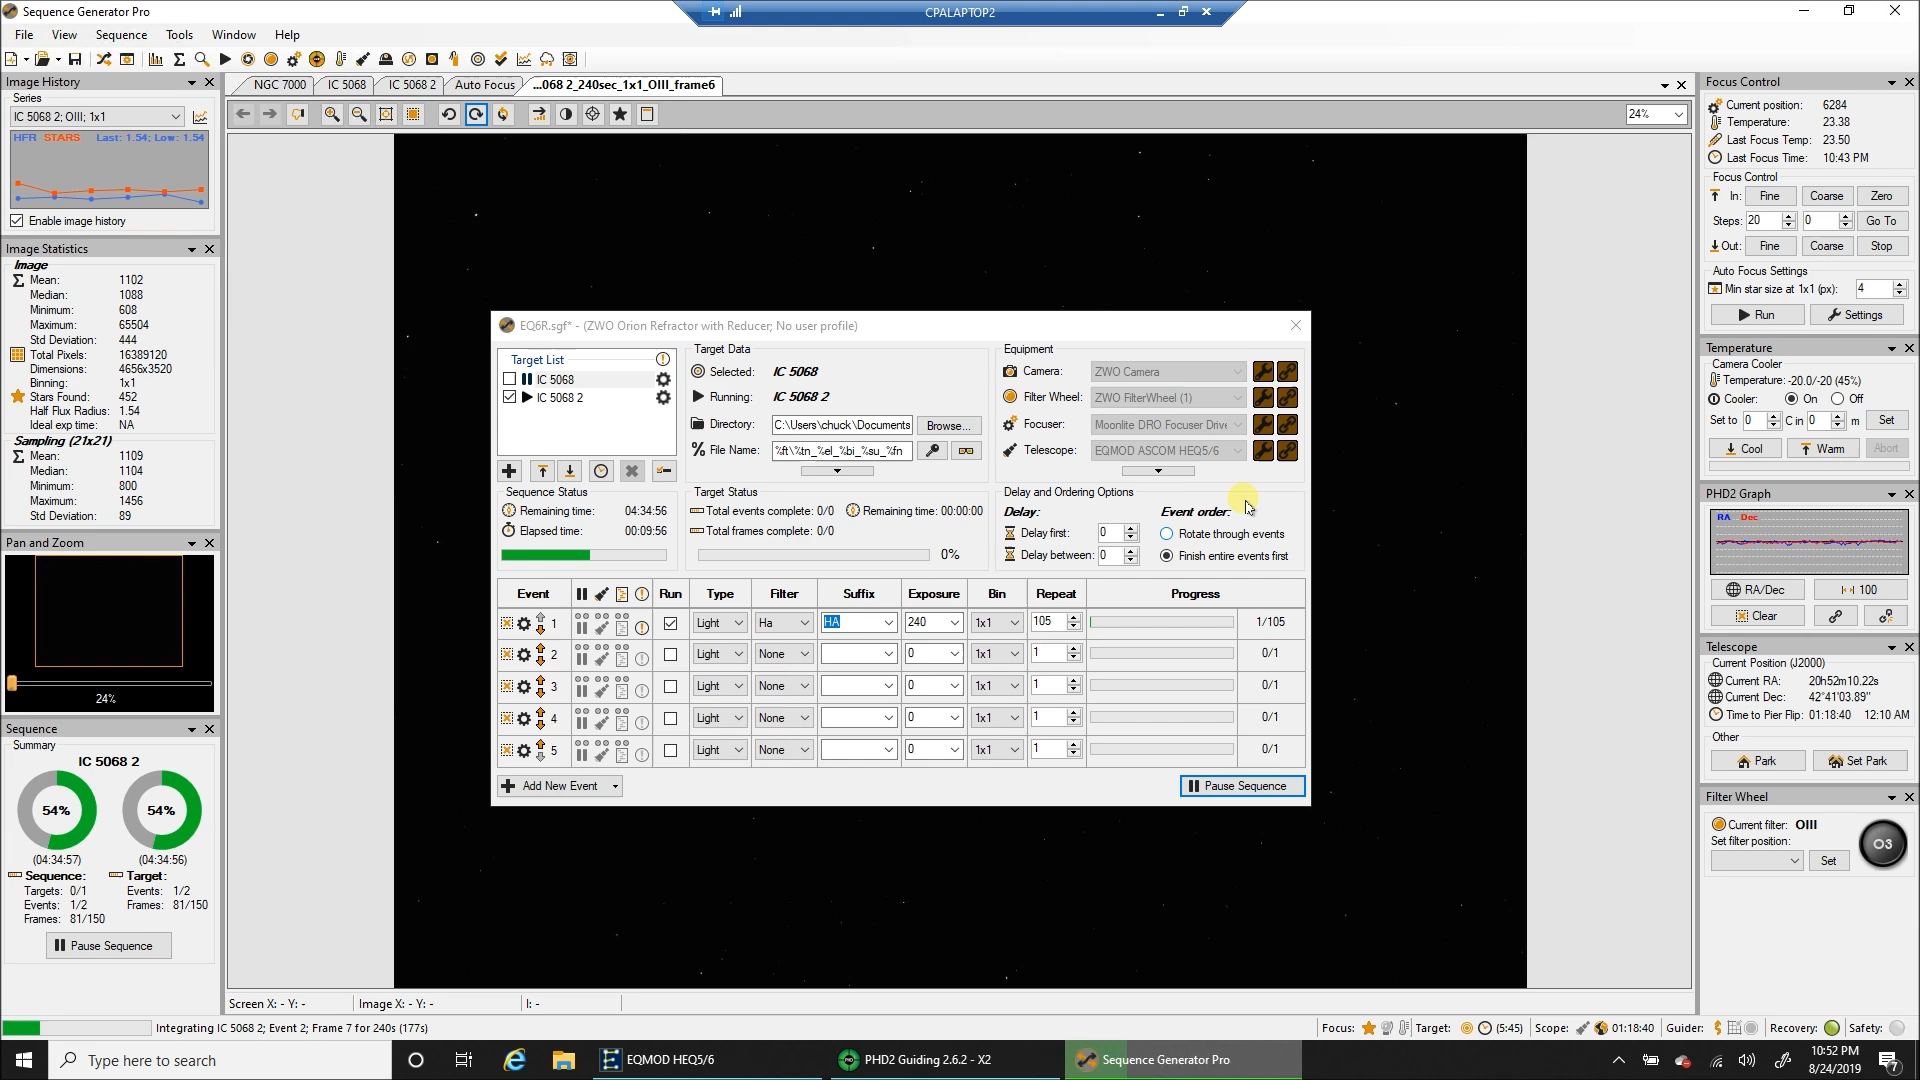 Sequence Generator Pro
CPALAPTOP2
File View Sequence Tools Window Help
Image History
Series
IC 5068 2; OIII; 1x1
HFR STARS Last: 1.54; Low: 1.54
Enable image history
Image Statistics
Image
Mean: 1102
Median: 1088
Minimum: 608
Maximum: 65504
Std Deviation: 444
Total Pixels: 16389120
Dimensions: 4656x3520
Binning: 1x1
Stars Found: 452
Half Flux Radius: 1.54
Ideal exp time: NA
Sampling (21x21)
Mean: 1109
Median: 1104
Minimum: 800
Maximum: 1456
Std Deviation: 89
Pan and Zoom
24%
Sequence
Summary
IC 5068 2
54% 54%
(04:34:57) (04:34:56)
Sequence: Target:
Targets: 0/1 Events: 1/2
Events: 1/2 Frames: 81/150
Frames: 81/150
Pause Sequence
NGC 7000 IC 5068 IC 5068 2 Auto Focus ...068 2_240sec_1x1_OIII_frame6
24%
EQ6R.sgf* - (ZWO Orion Refractor with Reducer; No user profile)
Target List
IC 5068
IC 5068 2
Target Data
Selected: IC 5068
Running: IC 5068 2
Directory: C:\Users\chuck\Documents Browse...
File Name: %ft\%tn_%el_%bi_%su_%fn
Equipment
Camera: ZWO Camera
Filter Wheel: ZWO FilterWheel (1)
Focuser: Moonlite DRO Focuser Drive
Telescope: EQMOD ASCOM HEQ5/6
Sequence Status
Remaining time: 04:34:56
Elapsed time: 00:09:56
Target Status
Total events complete: 0/0 Remaining time: 00:00:00
Total frames complete: 0/0
0%
Delay and Ordering Options
Delay: Event order:
Delay first: 0 Rotate through events
Delay between: 0 Finish entire events first
Event Run Type Filter Suffix Exposure Bin Repeat Progress
1 Light Ha HA 240 1x1 105 1/105
2 Light None 0 1x1 1 0/1
3 Light None 0 1x1 1 0/1
4 Light None 0 1x1 1 0/1
5 Light None 0 1x1 1 0/1
Add New Event Pause Sequence
Screen X: - Y: - Image X: - Y: - I: -
Focus Control
Current position: 6284
Temperature: 23.38
Last Focus Temp: 23.50
Last Focus Time: 10:43 PM
Focus Control
In: Fine Coarse Zero
Steps: 20 0 Go To
Out: Fine Coarse Stop
Auto Focus Settings
Min star size at 1x1 (px): 4
Run Settings
Temperature
Camera Cooler
Temperature: -20.0/-20 (45%)
Cooler: On Off
Set to 0 C in 0 m Set
Cool Warm Abort
PHD2 Graph
RA Dec
RA/Dec 100
Clear
Telescope
Current Position (J2000)
Current RA: 20h52m10.22s
Current Dec: 42°41'03.89"
Time to Pier Flip: 01:18:40 12:10 AM
Other
Park Set Park
Filter Wheel
Current filter: OIII
Set filter position:
Set
O3
Integrating IC 5068 2; Event 2; Frame 7 for 240s (177s)
Focus: Target: (5:45) Scope: 01:18:40 Guider: Recovery: Safety:
Type here to search
EQMOD HEQ5/6
PHD2 Guiding 2.6.2 - X2
Sequence Generator Pro
10:52 PM
8/24/2019
7